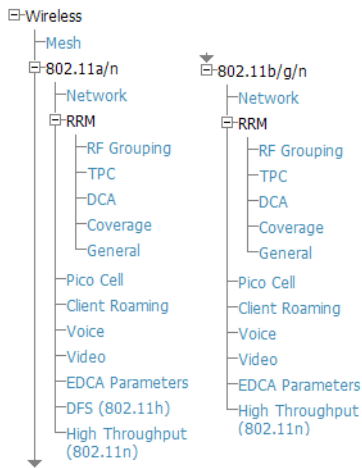 Wireless
Mesh
802.11a/n
Network
RRM
RF Grouping
TPC
DCA
Coverage
General
Pico Cell
Client Roaming
Voice
Video
EDCA Parameters
DFS (802.11h)
High Throughput
(802.11n)
802.11b/g/n
Network
RRM
RF Grouping
TPC
DCA
Coverage
General
Pico Cell
Client Roaming
Voice
Video
EDCA Parameters
High Throughput
(802.11n)